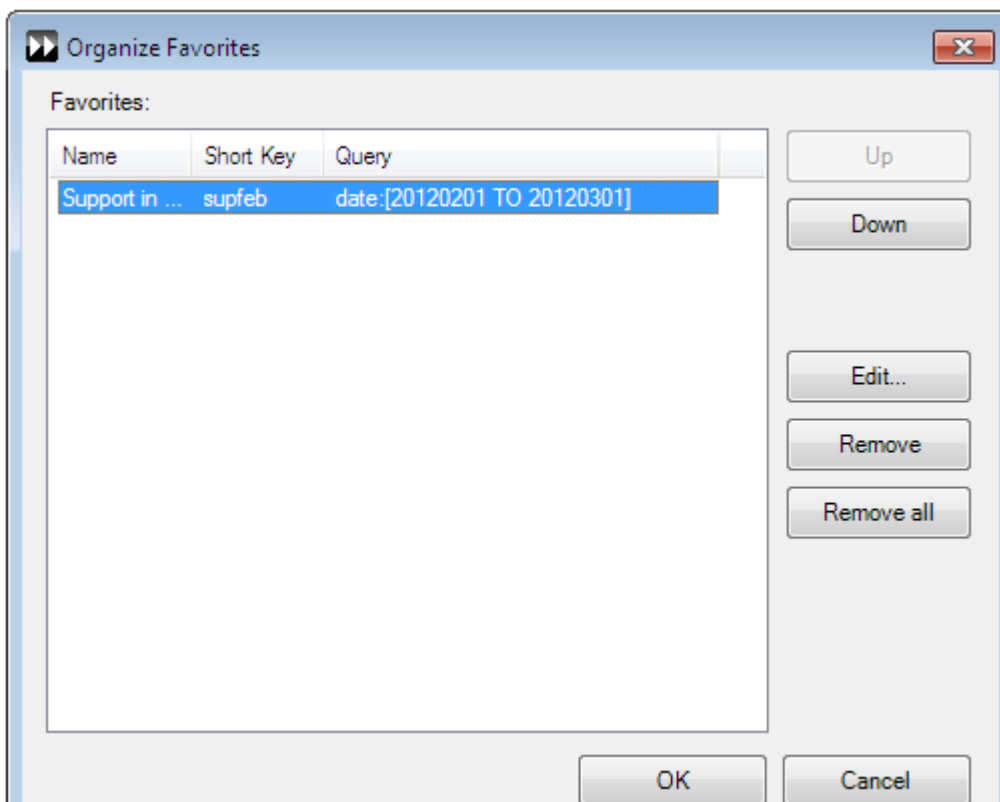 Organize Favorites
Favorites:
Name Short Key Query
Support in ... supfeb date:[20120201 TO 20120301]
Up
Down
Edit...
Remove
Remove all
OK Cancel